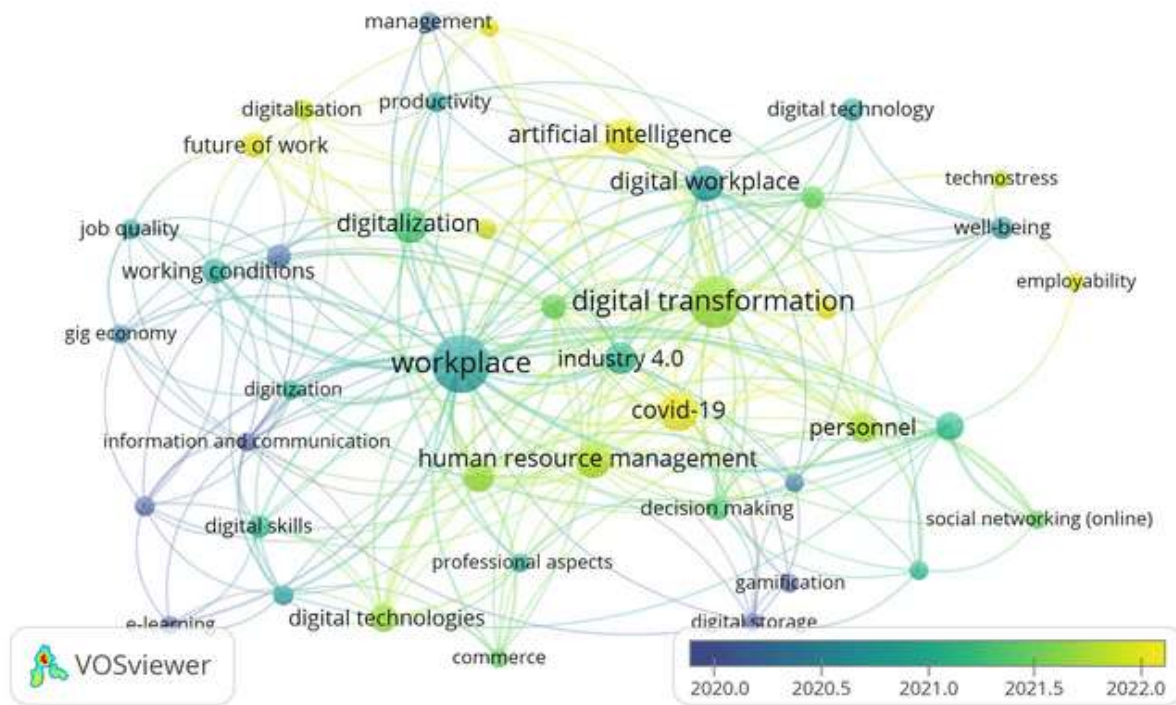 management
digitalisation
productivity
digital technology
future of work
artificial intelligence
digital workplace
technostress
job quality
digitalization
well-being
working conditions
employability
digital transformation
gig economy
workplace
industry 4.0
digitization
covid-19
information and communication
personnel
human resource management
decision making
social networking (online)
digital skills
professional aspects
gamification
e-learning
digital technologies
digital storage
commerce
VOSviewer
2020.0 2020.5 2021.0 2021.5 2022.0